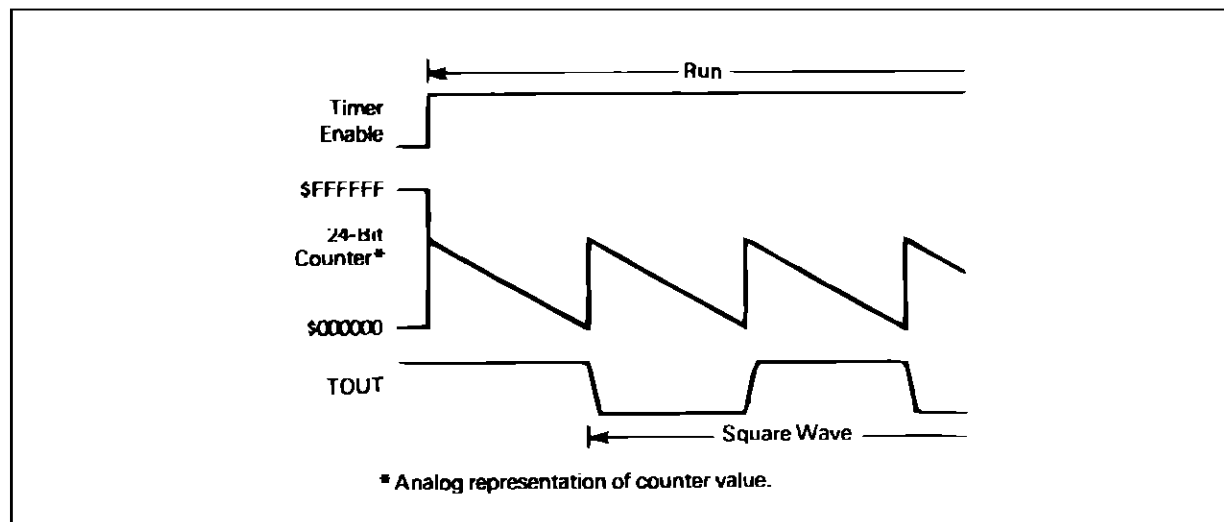 Run
Timer
Enable
$FFFFFF
24-Bit
Counter*
$000000
TOUT
Square Wave
* Analog representation of counter value.